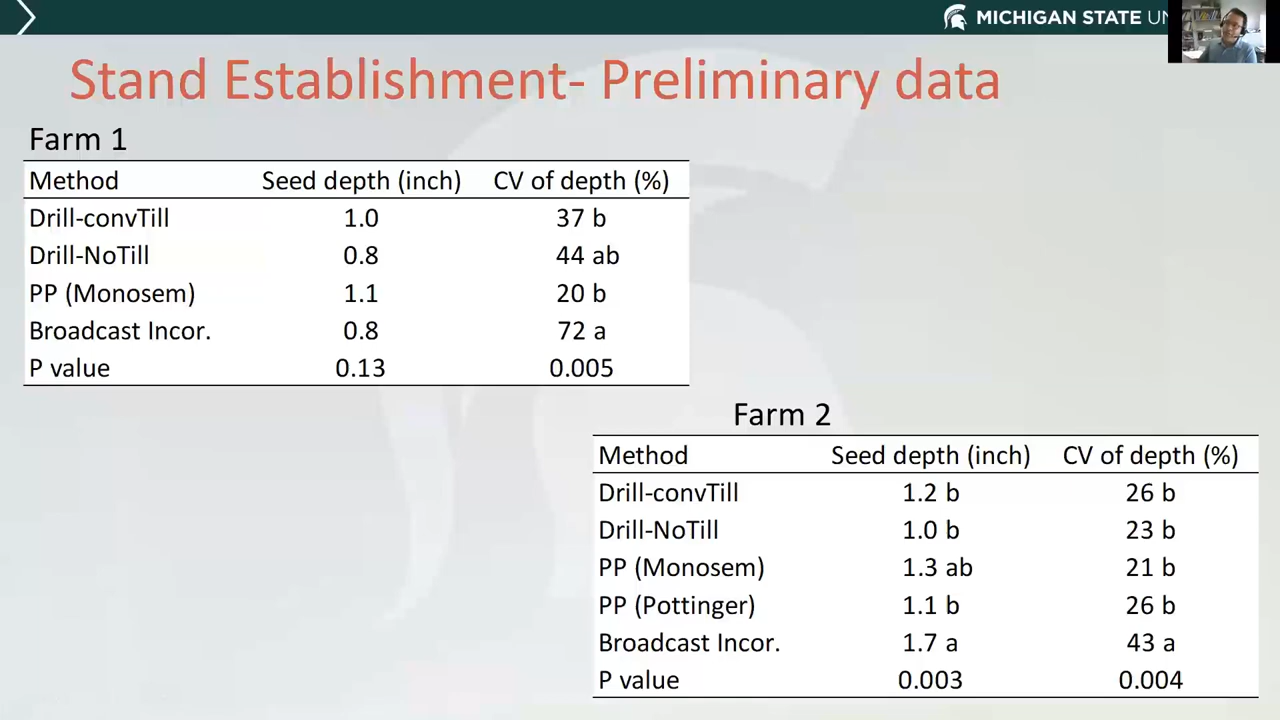 MICHIGAN STATE
Stand Establishment- Preliminary data
Farm 1
Method Seed depth (inch) CV of depth (%)
Drill-convTill 1.0 37 b
Drill-NoTill 0.8 44 ab
PP (Monosem) 1.1 20 b
Broadcast Incor. 0.8 72 a
P value 0.13 0.005
Farm 2
Method Seed depth (inch) CV of depth (%)
Drill-convTill 1.2 b 26 b
Drill-NoTill 1.0 b 23 b
PP (Monosem) 1.3 ab 21 b
PP (Pottinger) 1.1 b 26 b
Broadcast Incor. 1.7 a 43 a
P value 0.003 0.004